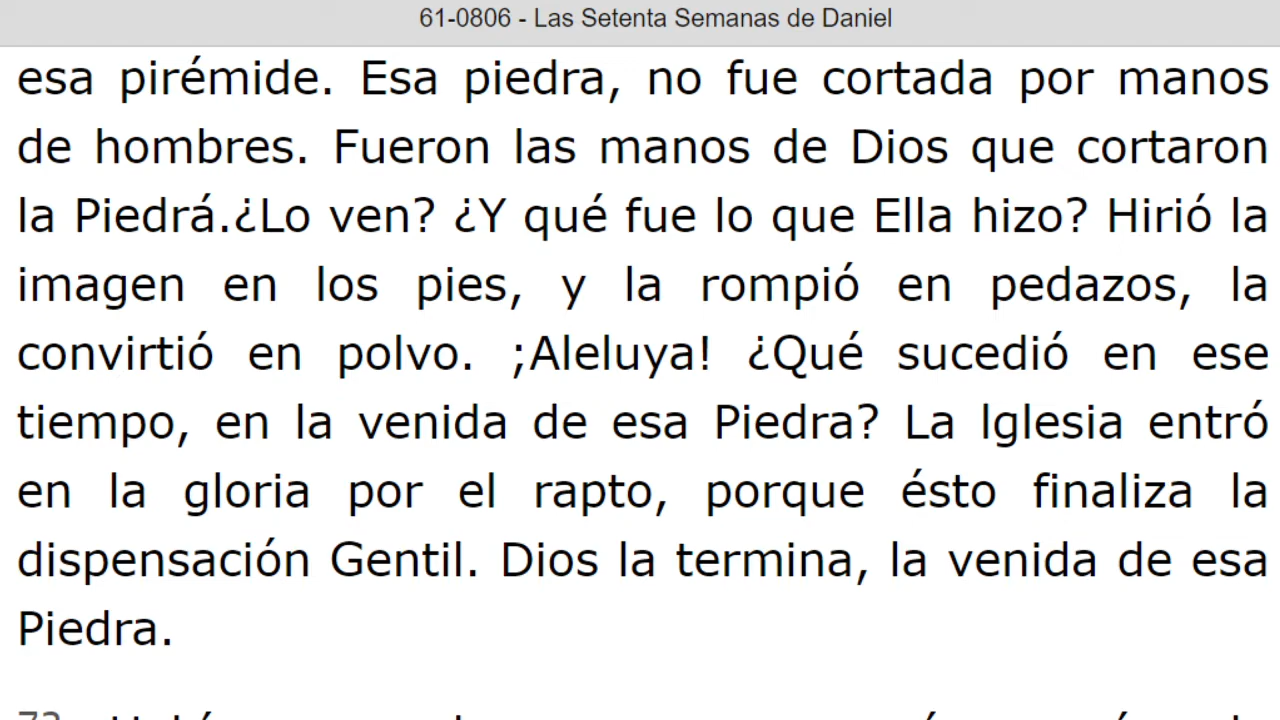 61-0806 - Las Setenta Semanas de Daniel
esa pirémide. Esa piedra, no fue cortada por manos
de hombres. Fueron las manos de Dios que cortaron
la Piedrá.¿Lo ven? ¿Y qué fue lo que Ella hizo? Hirió la
imagen en los pies, y la rompió en pedazos, la
convirtió en polvo. ;Aleluya! ¿Qué sucedió en ese
tiempo, en la venida de esa Piedra? La lglesia entró
en la gloria por el rapto, porque ésto finaliza la
dispensación Gentil. Dios la termina, la venida de esa
Piedra.